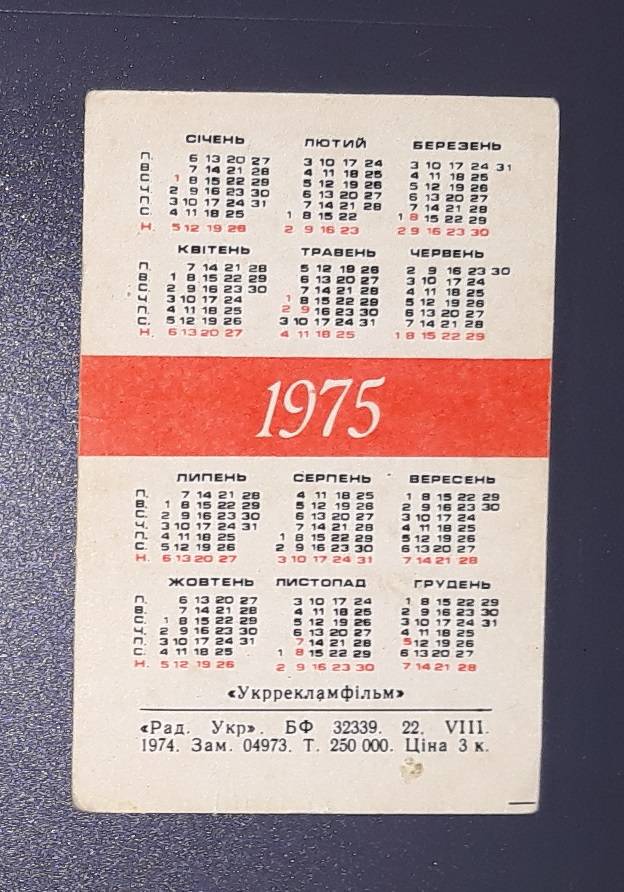 СІЧЕНЬ ЛЮТИЙ БЕРЕЗЕНЬ
П. 6 13 20 27 3 10 17 24 3 10 17 24 31
В. 7 14 21 28 4 11 18 25 4 11 18 25
С. 1 8 15 22 29 5 12 19 26 5 12 19 26
Ч. 2 9 16 23 30 6 13 20 27 6 13 20 27
П. 3 10 17 24 31 7 14 21 28 7 14 21 28
С. 4 11 18 25 1 8 15 22 1 8 15 22 29
Н. 5 12 19 26 2 9 16 23 2 9 16 23 30
КВІТЕНЬ ТРАВЕНЬ ЧЕРВЕНЬ
П. 7 14 21 28 5 12 19 26 2 9 16 23 30
В. 1 8 15 22 29 6 13 20 27 3 10 17 24
С. 2 9 16 23 30 7 14 21 28 4 11 18 25
Ч. 3 10 17 24 1 8 15 22 29 5 12 19 26
П. 4 11 18 25 2 9 16 23 30 6 13 20 27
С. 5 12 19 26 3 10 17 24 31 7 14 21 28
Н. 6 13 20 27 4 11 18 25 1 8 15 22 29
1975
ЛИПЕНЬ СЕРПЕНЬ ВЕРЕСЕНЬ
П. 7 14 21 28 4 11 18 25 1 8 15 22 29
В. 1 8 15 22 29 5 12 19 26 2 9 16 23 30
С. 2 9 16 23 30 6 13 20 27 3 10 17 24
Ч. 3 10 17 24 31 7 14 21 28 4 11 18 25
П. 4 11 18 25 1 8 15 22 29 5 12 19 26
С. 5 12 19 26 2 9 16 23 30 6 13 20 27
Н. 6 13 20 27 3 10 17 24 31 7 14 21 28
ЖОВТЕНЬ ЛИСТОПАД ГРУДЕНЬ
П. 6 13 20 27 3 10 17 24 1 8 15 22 29
В. 7 14 21 28 4 11 18 25 2 9 16 23 30
С. 1 8 15 22 29 5 12 19 26 3 10 17 24 31
Ч. 2 9 16 23 30 6 13 20 27 4 11 18 25
П. 3 10 17 24 31 7 14 21 28 5 12 19 26
С. 4 11 18 25 1 8 15 22 29 6 13 20 27
Н. 5 12 19 26 2 9 16 23 30 7 14 21 28
«Укррекламфільм»
«Рад. Укр». БФ 32339. 22. VIII.
1974. Зам. 04973. Т. 250 000. Ціна 3 к.